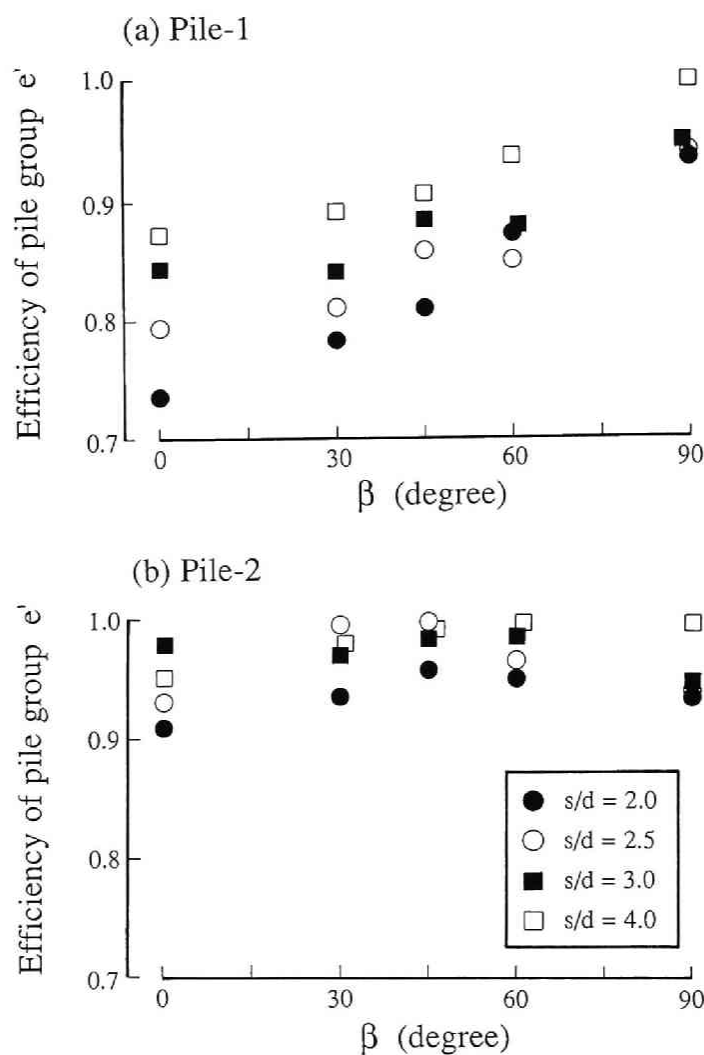 (a) Pile-1
Efficiency of pile group e'
1.0
0.9
0.8
0.7
0
30
60
90
β (degree)
(b) Pile-2
Efficiency of pile group e'
1.0
0.9
0.8
0.7
s/d = 2.0
s/d = 2.5
s/d = 3.0
s/d = 4.0
0
30
60
90
β (degree)